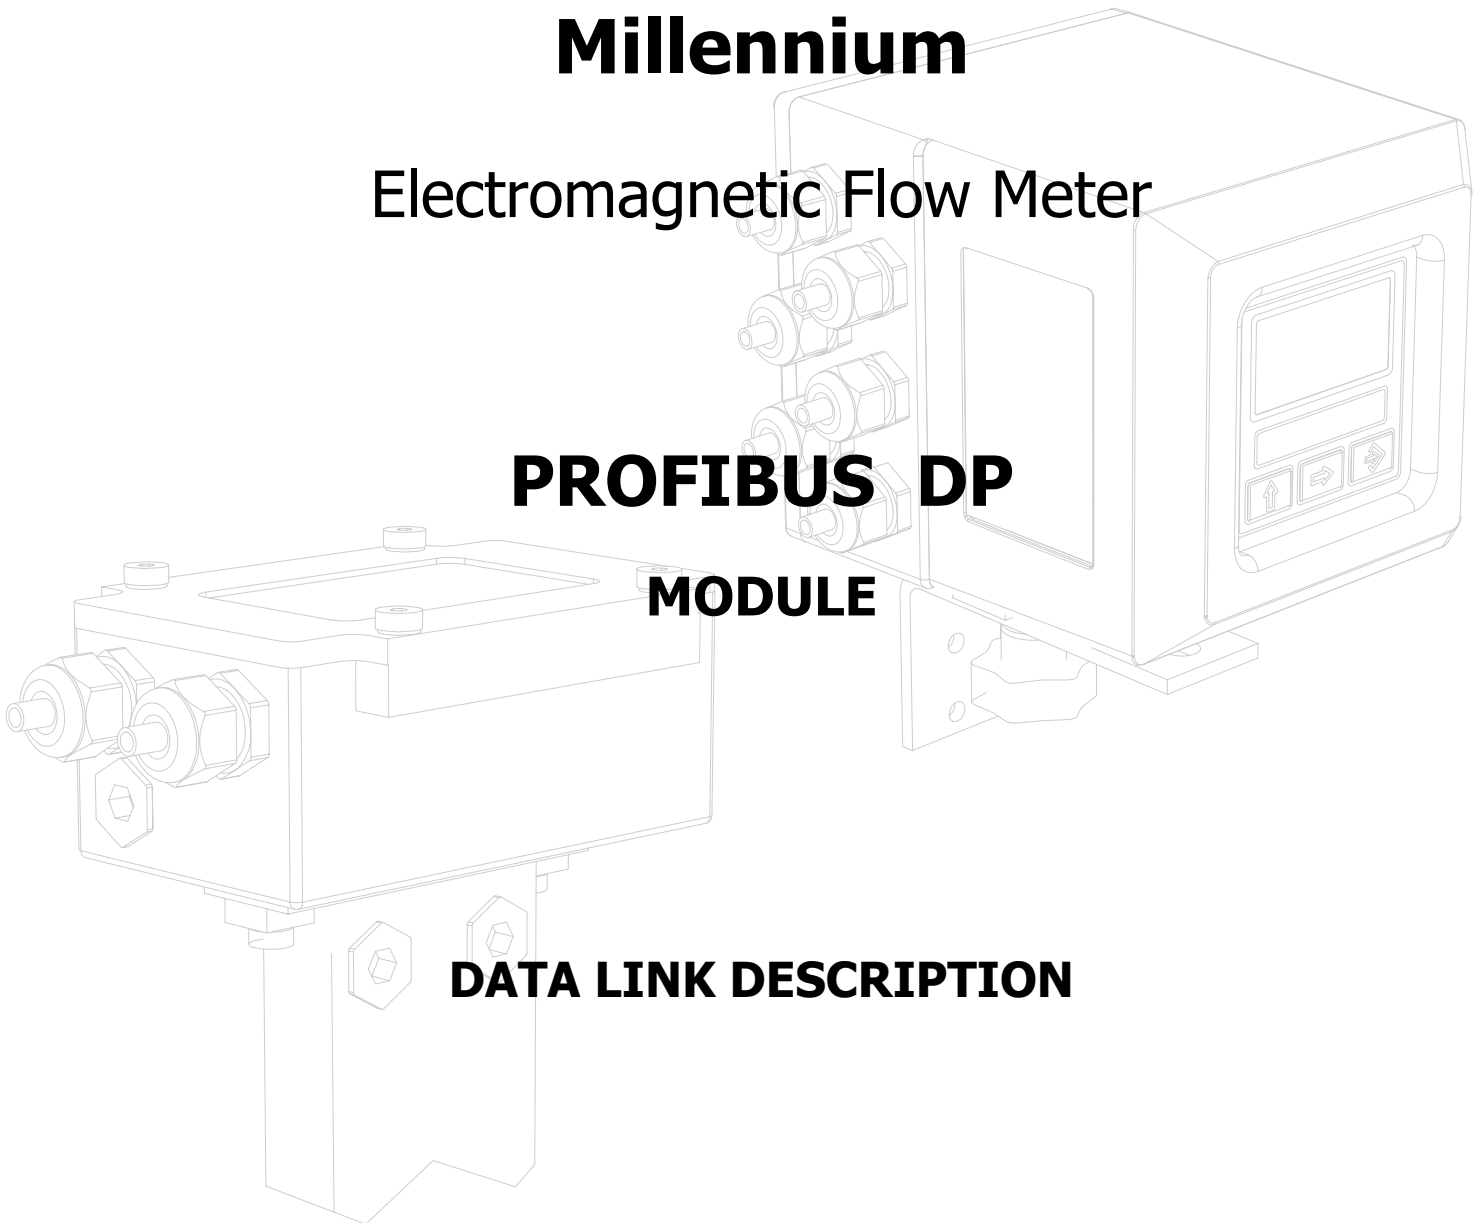 Millennium
Electromagnetic Flow Meter
PROFIBUS DP
MODULE
DATA LINK DESCRIPTION